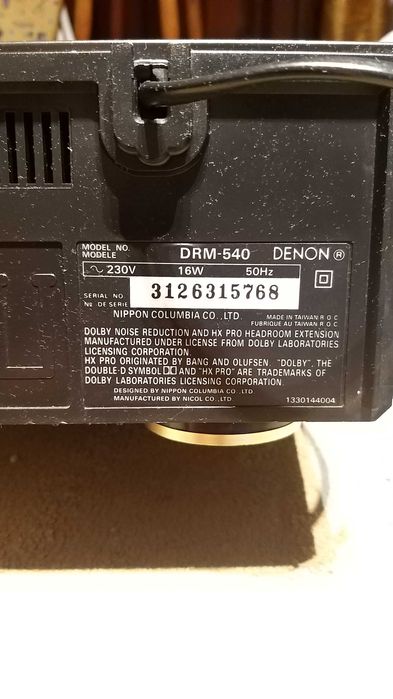 MODEL NO. DRM-540 DENON®
MODELE
~ 230V 16W 50Hz
SERIAL NO. 3126315768
No DE SERIE
NIPPON COLUMBIA CO., LTD. MADE IN TAIWAN R O C
FABRIQUE AU TAIWAN R O C
DOLBY NOISE REDUCTION AND HX PRO HEADROOM EXTENSION
MANUFACTURED UNDER LICENSE FROM DOLBY LABORATORIES
LICENSING CORPORATION.
HX PRO ORIGINATED BY BANG AND OLUFSEN. "DOLBY", THE
DOUBLE-D SYMBOL AND "HX PRO" ARE TRADEMARKS OF
DOLBY LABORATORIES LICENSING CORPORATION.
DESIGNED BY NIPPON COLUMBIA CO., LTD
MANUFACTURED BY NICOL CO., LTD. 1330144004